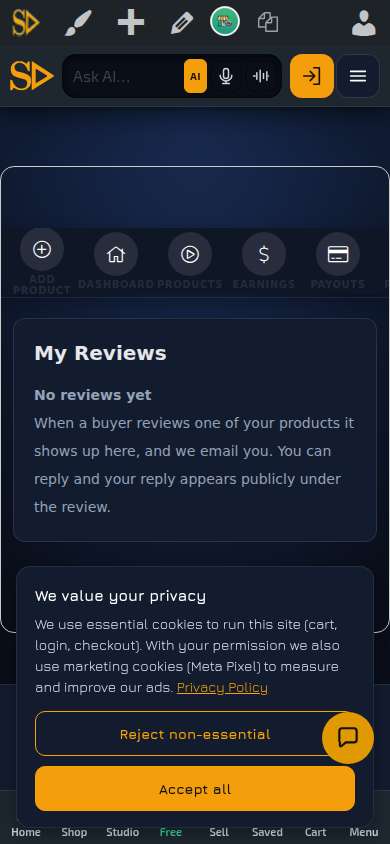 SD
Ask AI...
AI
ADD PRODUCT
DASHBOARD
PRODUCTS
EARNINGS
PAYOUTS
My Reviews
No reviews yet
When a buyer reviews one of your products it
shows up here, and we email you. You can
reply and your reply appears publicly under
the review.
We value your privacy
We use essential cookies to run this site (cart,
login, checkout). With your permission we also
use marketing cookies (Meta Pixel) to measure
and improve our ads. Privacy Policy
Reject non-essential
Accept all
Home
Shop
Studio
Free
Sell
Saved
Cart
Menu